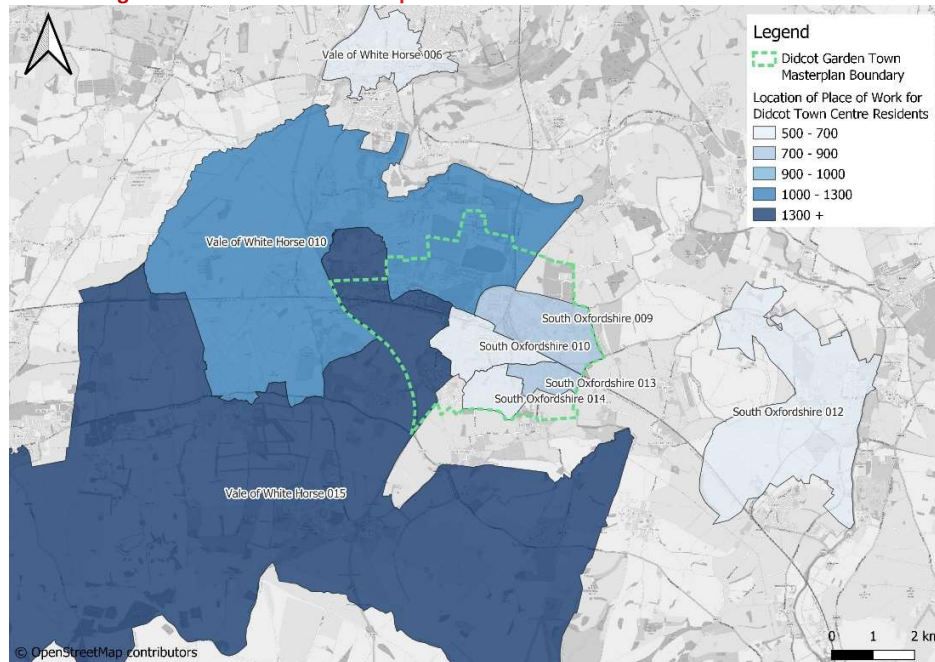 Vale of White Horse 006
Legend
Didcot Garden Town
Masterplan Boundary
Location of Place of Work for
Didcot Town Centre Residents
500 - 700
700 - 900
900 - 1000
1000 - 1300
1300 +
Vale of White Horse 010
South Oxfordshire 009
South Oxfordshire 010
South Oxfordshire 013
South Oxfordshire 014
South Oxfordshire 012
Vale of White Horse 015
© OpenStreetMap contributors
0 1 2 km